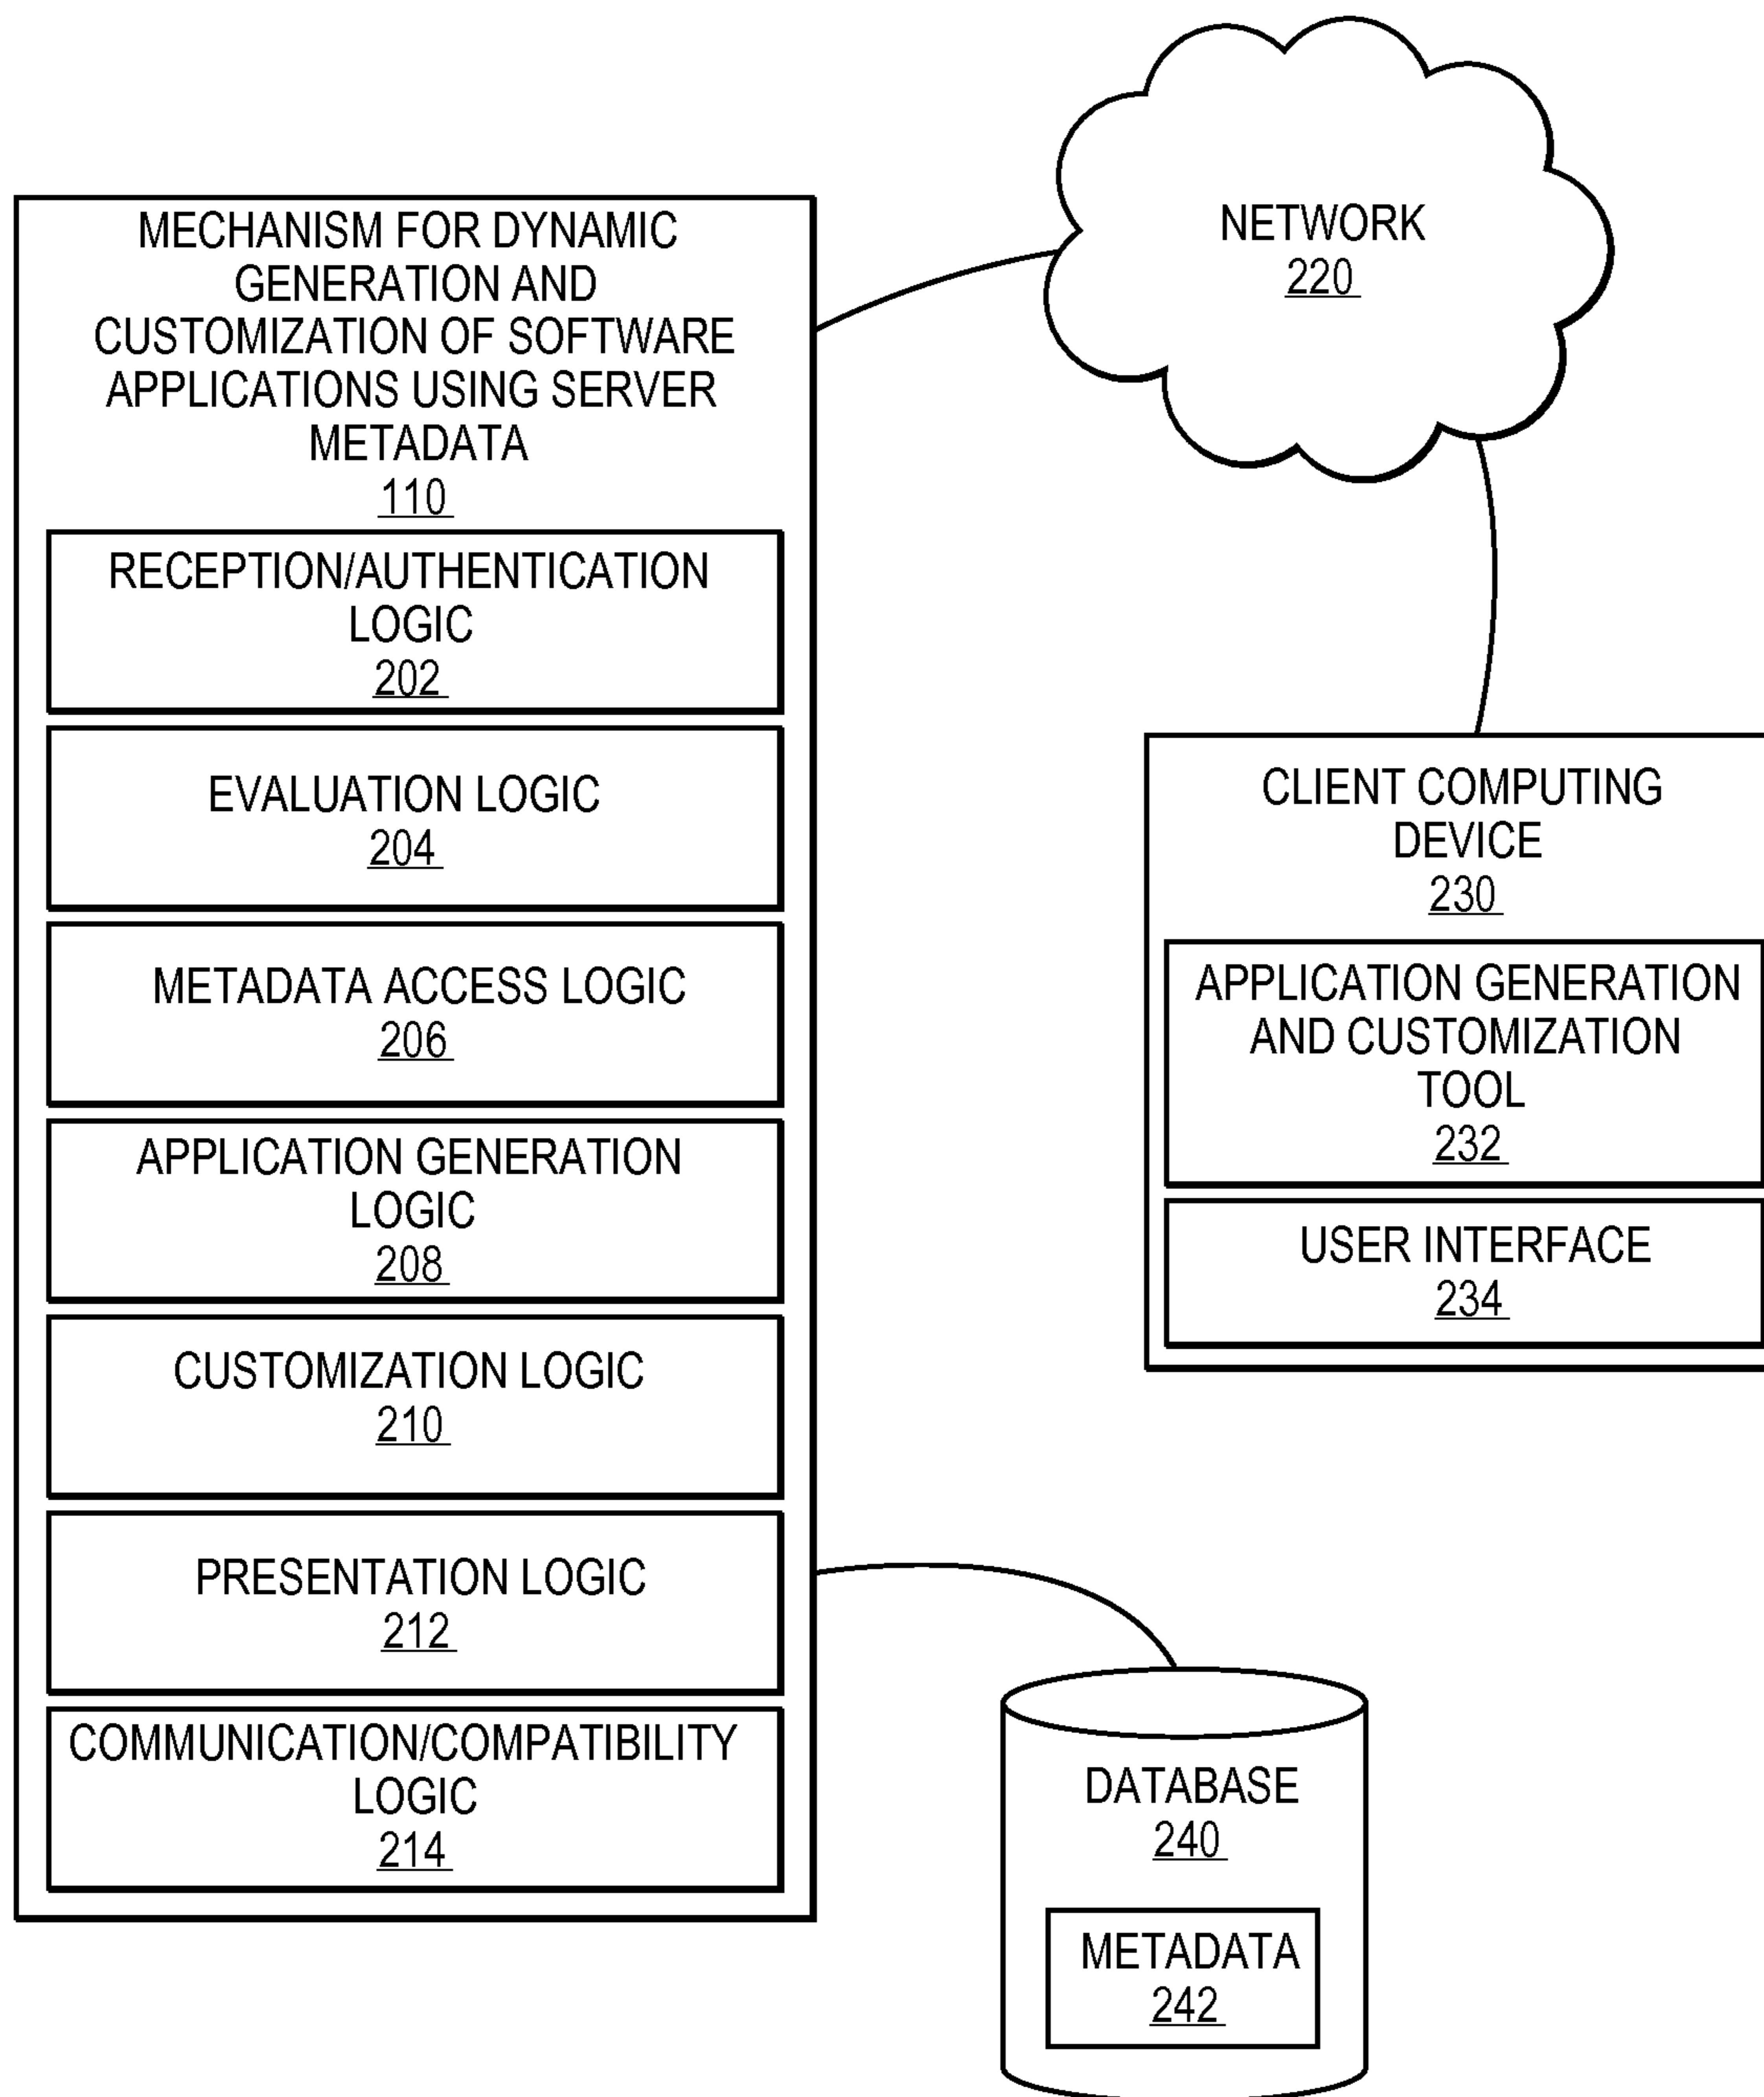 MECHANISM FOR DYNAMIC
GENERATION AND
CUSTOMIZATION OF SOFTWARE
APPLICATIONS USING SERVER
METADATA
110
RECEPTION/AUTHENTICATION
LOGIC
202
EVALUATION LOGIC
204
METADATA ACCESS LOGIC
206
APPLICATION GENERATION
LOGIC
208
CUSTOMIZATION LOGIC
210
PRESENTATION LOGIC
212
COMMUNICATION/COMPATIBILITY
LOGIC
214
NETWORK
220
CLIENT COMPUTING
DEVICE
230
APPLICATION GENERATION
AND CUSTOMIZATION
TOOL
232
USER INTERFACE
234
DATABASE
240
METADATA
242